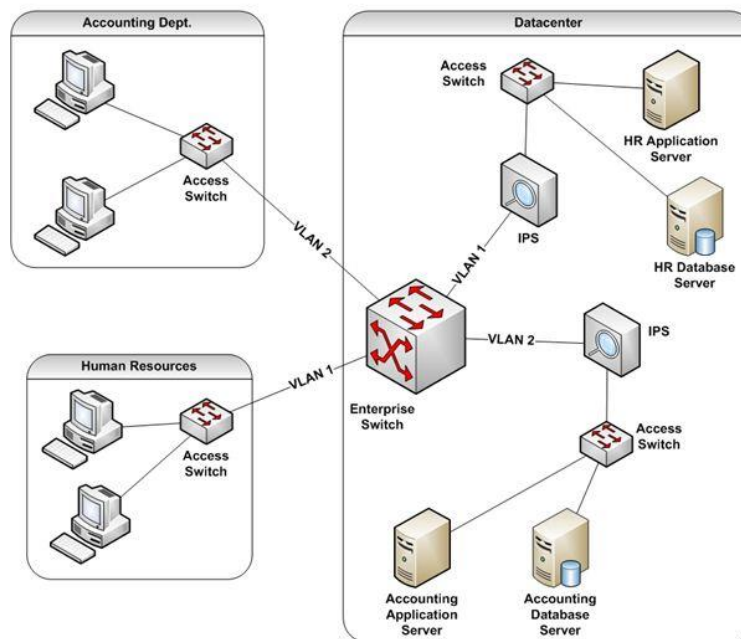 Accounting Dept.
Access
Switch
VLAN 2
Human Resources
Access
Switch
VLAN 1
Datacenter
Access
Switch
HR Application
Server
IPS
HR Database
Server
VLAN 1
Enterprise
Switch
VLAN 2
IPS
Access
Switch
Accounting
Application
Server
Accounting
Database
Server